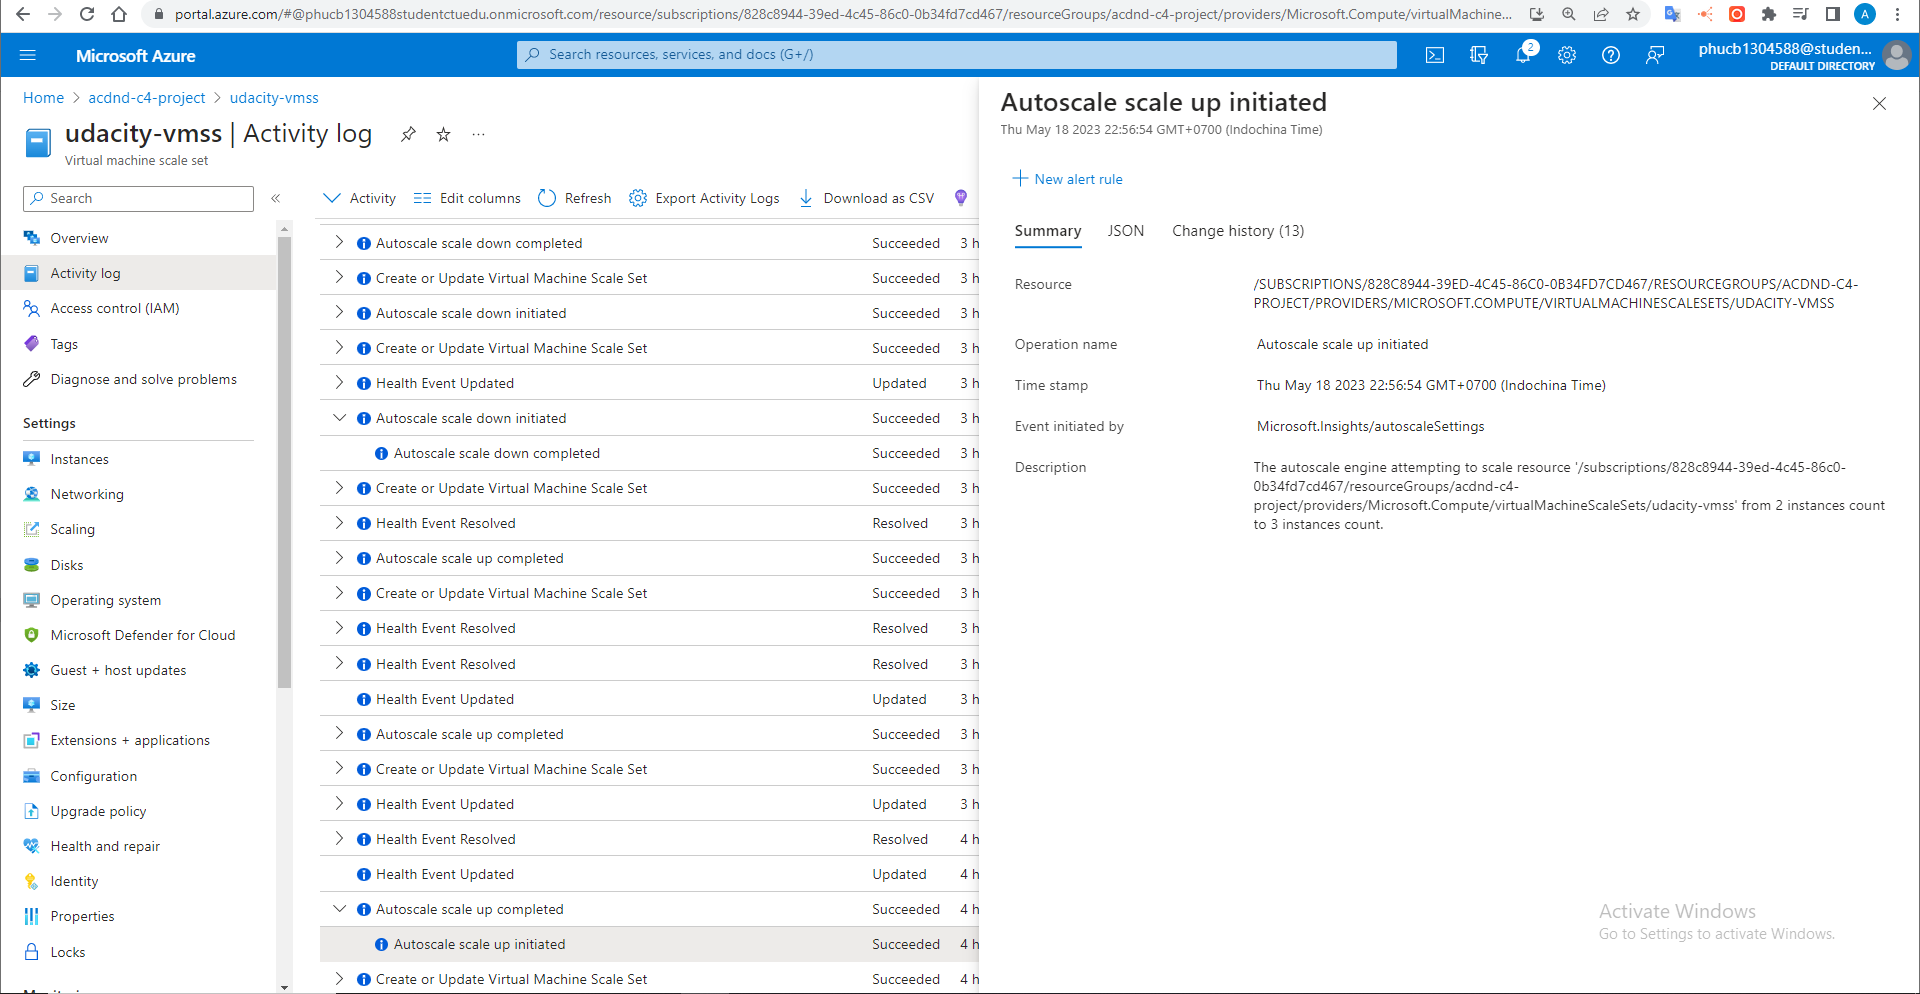 portal.azure.com/#@phucb1304588studentctuedu.onmicrosoft.com/resource/subscriptions/828c8944-39ed-4c45-86c0-0b34fd7cd467/resourceGroups/acdnd-c4-project/providers/Microsoft.Compute/virtualMachine...
A
Microsoft Azure
Search resources, services, and docs (G+/)
2
phucb1304588@studen...
DEFAULT DIRECTORY
Home > acdnd-c4-project > udacity-vmss
udacity-vmss | Activity log
Virtual machine scale set
Search
Overview
Activity log
Access control (IAM)
Tags
Diagnose and solve problems
Settings
Instances
Networking
Scaling
Disks
Operating system
Microsoft Defender for Cloud
Guest + host updates
Size
Extensions + applications
Configuration
Upgrade policy
Health and repair
Identity
Properties
Locks
Activity Edit columns Refresh Export Activity Logs Download as CSV
Autoscale scale down completed Succeeded 3 h
Create or Update Virtual Machine Scale Set Succeeded 3 h
Autoscale scale down initiated Succeeded 3 h
Create or Update Virtual Machine Scale Set Succeeded 3 h
Health Event Updated Updated 3 h
Autoscale scale down initiated Succeeded 3 h
Autoscale scale down completed Succeeded 3 h
Create or Update Virtual Machine Scale Set Succeeded 3 h
Health Event Resolved Resolved 3 h
Autoscale scale up completed Succeeded 3 h
Create or Update Virtual Machine Scale Set Succeeded 3 h
Health Event Resolved Resolved 3 h
Health Event Resolved Resolved 3 h
Health Event Updated Updated 3 h
Autoscale scale up completed Succeeded 3 h
Create or Update Virtual Machine Scale Set Succeeded 3 h
Health Event Updated Updated 3 h
Health Event Resolved Resolved 4 h
Health Event Updated Updated 4 h
Autoscale scale up completed Succeeded 4 h
Autoscale scale up initiated Succeeded 4 h
Create or Update Virtual Machine Scale Set Succeeded 4 h
Autoscale scale up initiated
Thu May 18 2023 22:56:54 GMT+0700 (Indochina Time)
New alert rule
Summary JSON Change history (13)
Resource
/SUBSCRIPTIONS/828C8944-39ED-4C45-86C0-0B34FD7CD467/RESOURCEGROUPS/ACDND-C4-
PROJECT/PROVIDERS/MICROSOFT.COMPUTE/VIRTUALMACHINESCALESETS/UDACITY-VMSS
Operation name Autoscale scale up initiated
Time stamp Thu May 18 2023 22:56:54 GMT+0700 (Indochina Time)
Event initiated by Microsoft.Insights/autoscaleSettings
Description
The autoscale engine attempting to scale resource '/subscriptions/828c8944-39ed-4c45-86c0-
0b34fd7cd467/resourceGroups/acdnd-c4-
project/providers/Microsoft.Compute/virtualMachineScaleSets/udacity-vmss' from 2 instances count
to 3 instances count.
Activate Windows
Go to Settings to activate Windows.